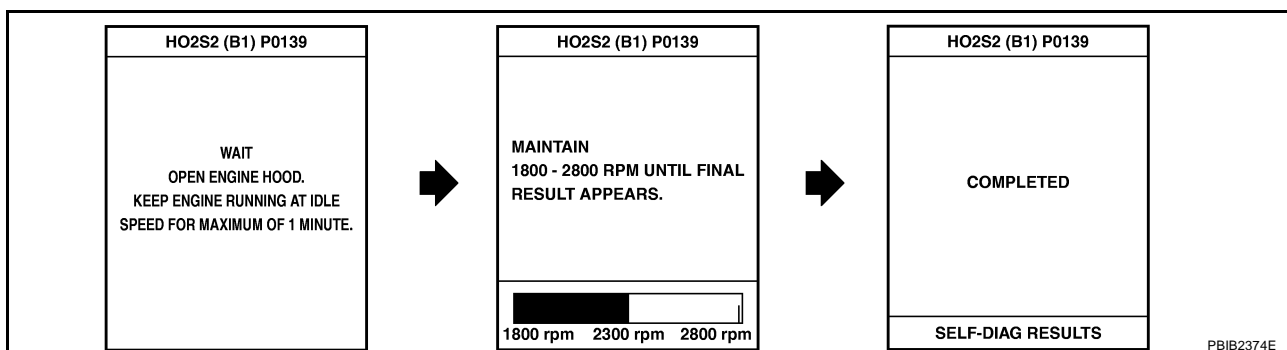 HO2S2 (B1) P0139
WAIT
OPEN ENGINE HOOD.
KEEP ENGINE RUNNING AT IDLE
SPEED FOR MAXIMUM OF 1 MINUTE.
HO2S2 (B1) P0139
MAINTAIN
1800 - 2800 RPM UNTIL FINAL
RESULT APPEARS.
1800 rpm 2300 rpm 2800 rpm
HO2S2 (B1) P0139
COMPLETED
SELF-DIAG RESULTS
PBIB2374E